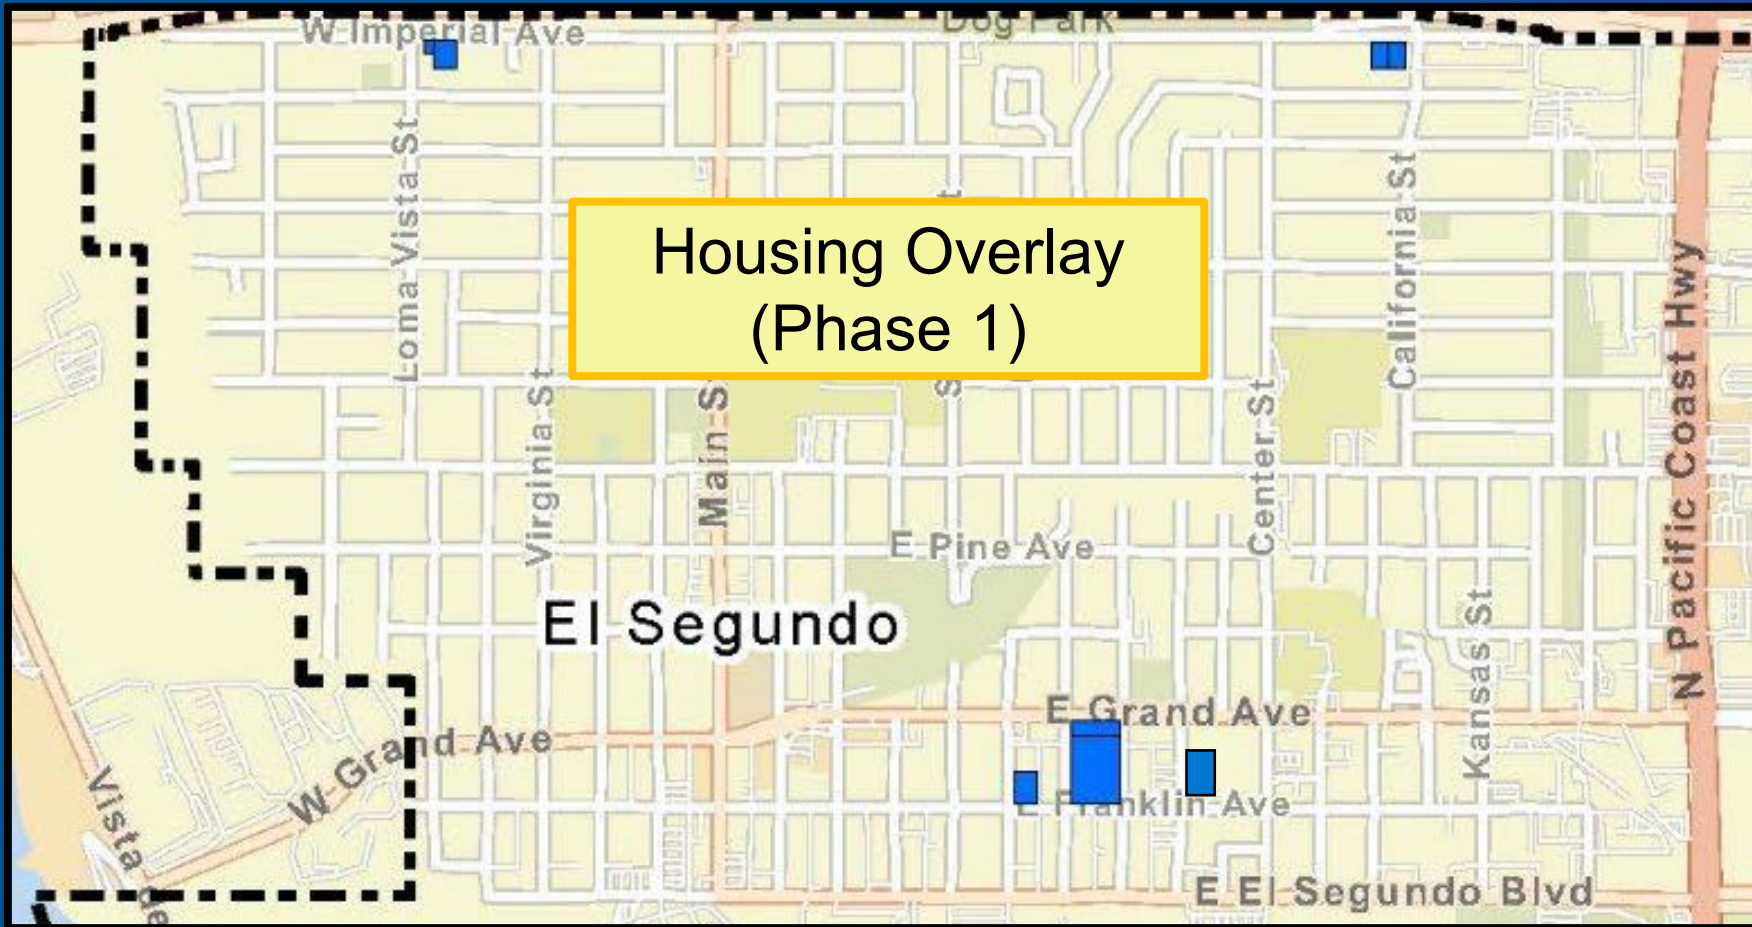 W Imperial Ave
Dog Park
Housing Overlay
(Phase 1)
Loma Vista St
California St
N Pacific Coast Hwy
Virginia St
Main St
Center St
E Pine Ave
El Segundo
Kansas St
E Grand Ave
W Grand Ave
E Franklin Ave
Vista de
E El Segundo Blvd